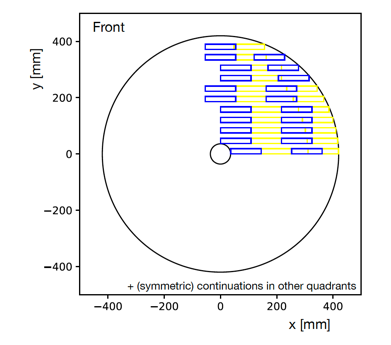 Front
400
200
0
−200
−400
y [mm]
+ (symmetric) continuations in other quadrants
−400 −200 0 200 400
x [mm]